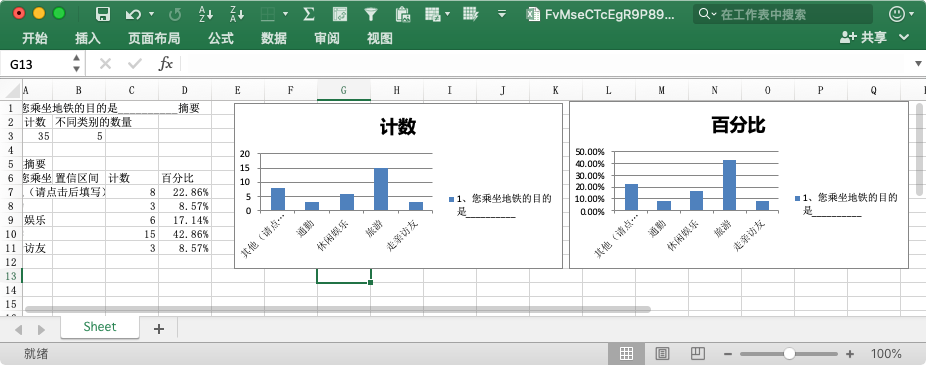 FvMseCTcEgR9P89...
在工作表中搜索
开始 插入 页面布局 公式 数据 审阅 视图 共享
G13 fx
A B C D E F G H I J K L M N O P Q
1 您乘坐地铁的目的是__________摘要
2 计数 不同类别的数量
3 35 5
4
5 摘要
6 您乘坐 置信区间 计数 百分比
7 (请点击后填写) 8 22.86%
8 3 8.57%
9 娱乐 6 17.14%
10 15 42.86%
11 访友 3 8.57%
12
13
14
15
计数
20
15
10
5
0
其他(请点… 通勤 休闲娱乐 旅游 走亲访友
1、您乘坐地铁的目的
是__________
百分比
50.00%
40.00%
30.00%
20.00%
10.00%
0.00%
其他(请点… 通勤 休闲娱乐 旅游 走亲访友
1、您乘坐地铁的目的
是__________
Sheet +
就绪 100%